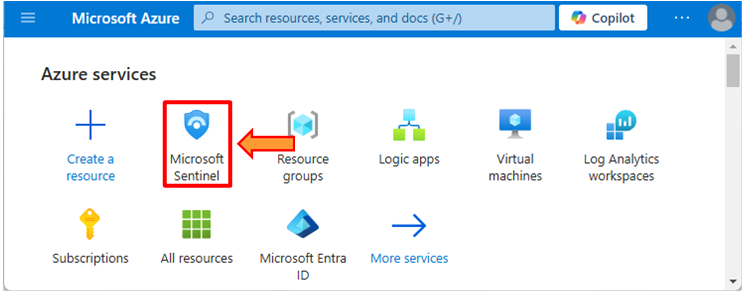 Microsoft Azure
Search resources, services, and docs (G+/)
Copilot
...
Azure services
Create a
resource
Microsoft
Sentinel
Resource
groups
Logic apps
Virtual
machines
Log Analytics
workspaces
Subscriptions
All resources
Microsoft Entra
ID
More services